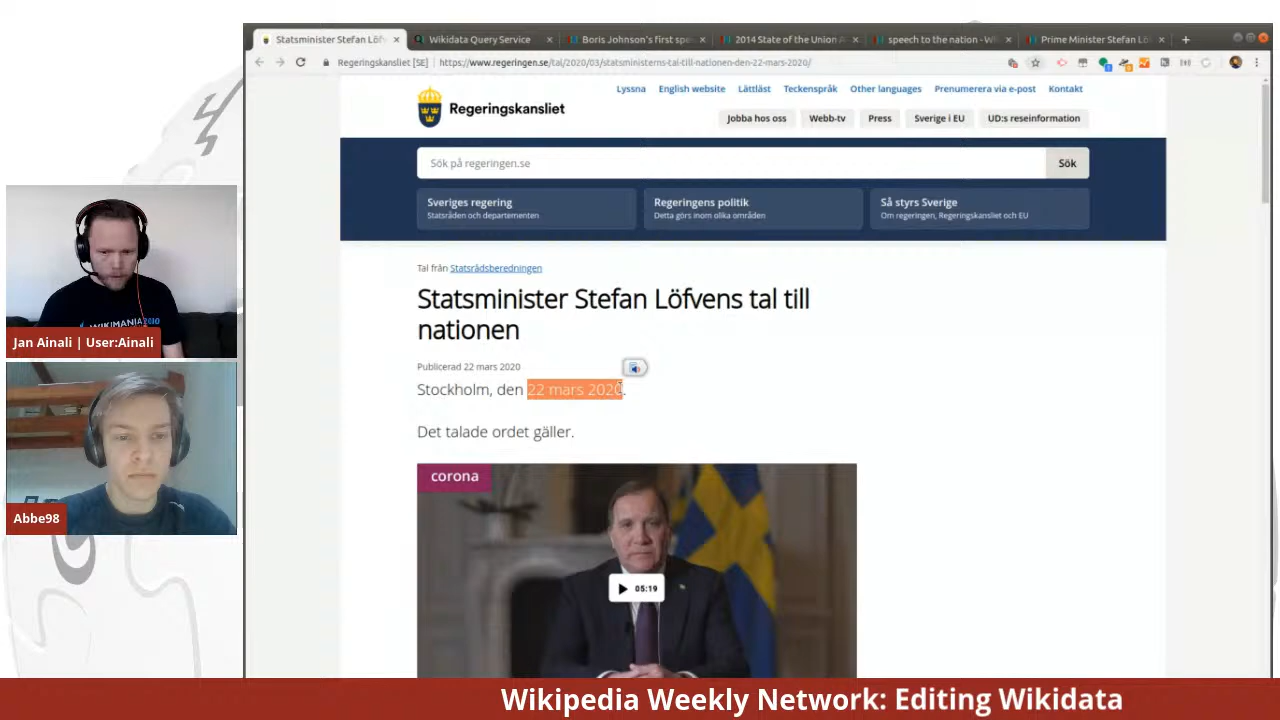 Statsminister Stefan Löfv
Wikidata Query Service
Boris Johnson's first spe
2014 State of the Union A
speech to the nation - W
Prime Minister Stefan Lö
Regeringskansliet [SE]
https://www.regeringen.se/tal/2020/03/statsministerns-tal-till-nationen-den-22-mars-2020/
Lyssna English website Lättläst Teckenspråk Other languages Prenumerera via e-post Kontakt
Regeringskansliet
Jobba hos oss Webb-tv Press Sverige i EU UD:s reseinformation
Sök på regeringen.se
Sök
Sveriges regering
Statsråden och departementen
Regeringens politik
Detta görs inom olika områden
Så styrs Sverige
Om regeringen, Regeringskansliet och EU
Tal från Statsrådsberedningen
Statsminister Stefan Löfvens tal till
nationen
Publicerad 22 mars 2020
Stockholm, den 22 mars 2020.
Det talade ordet gäller.
corona
05:19
WIKIMANIA
Jan Ainali | User:Ainali
Abbe98
Wikipedia Weekly Network: Editing Wikidata